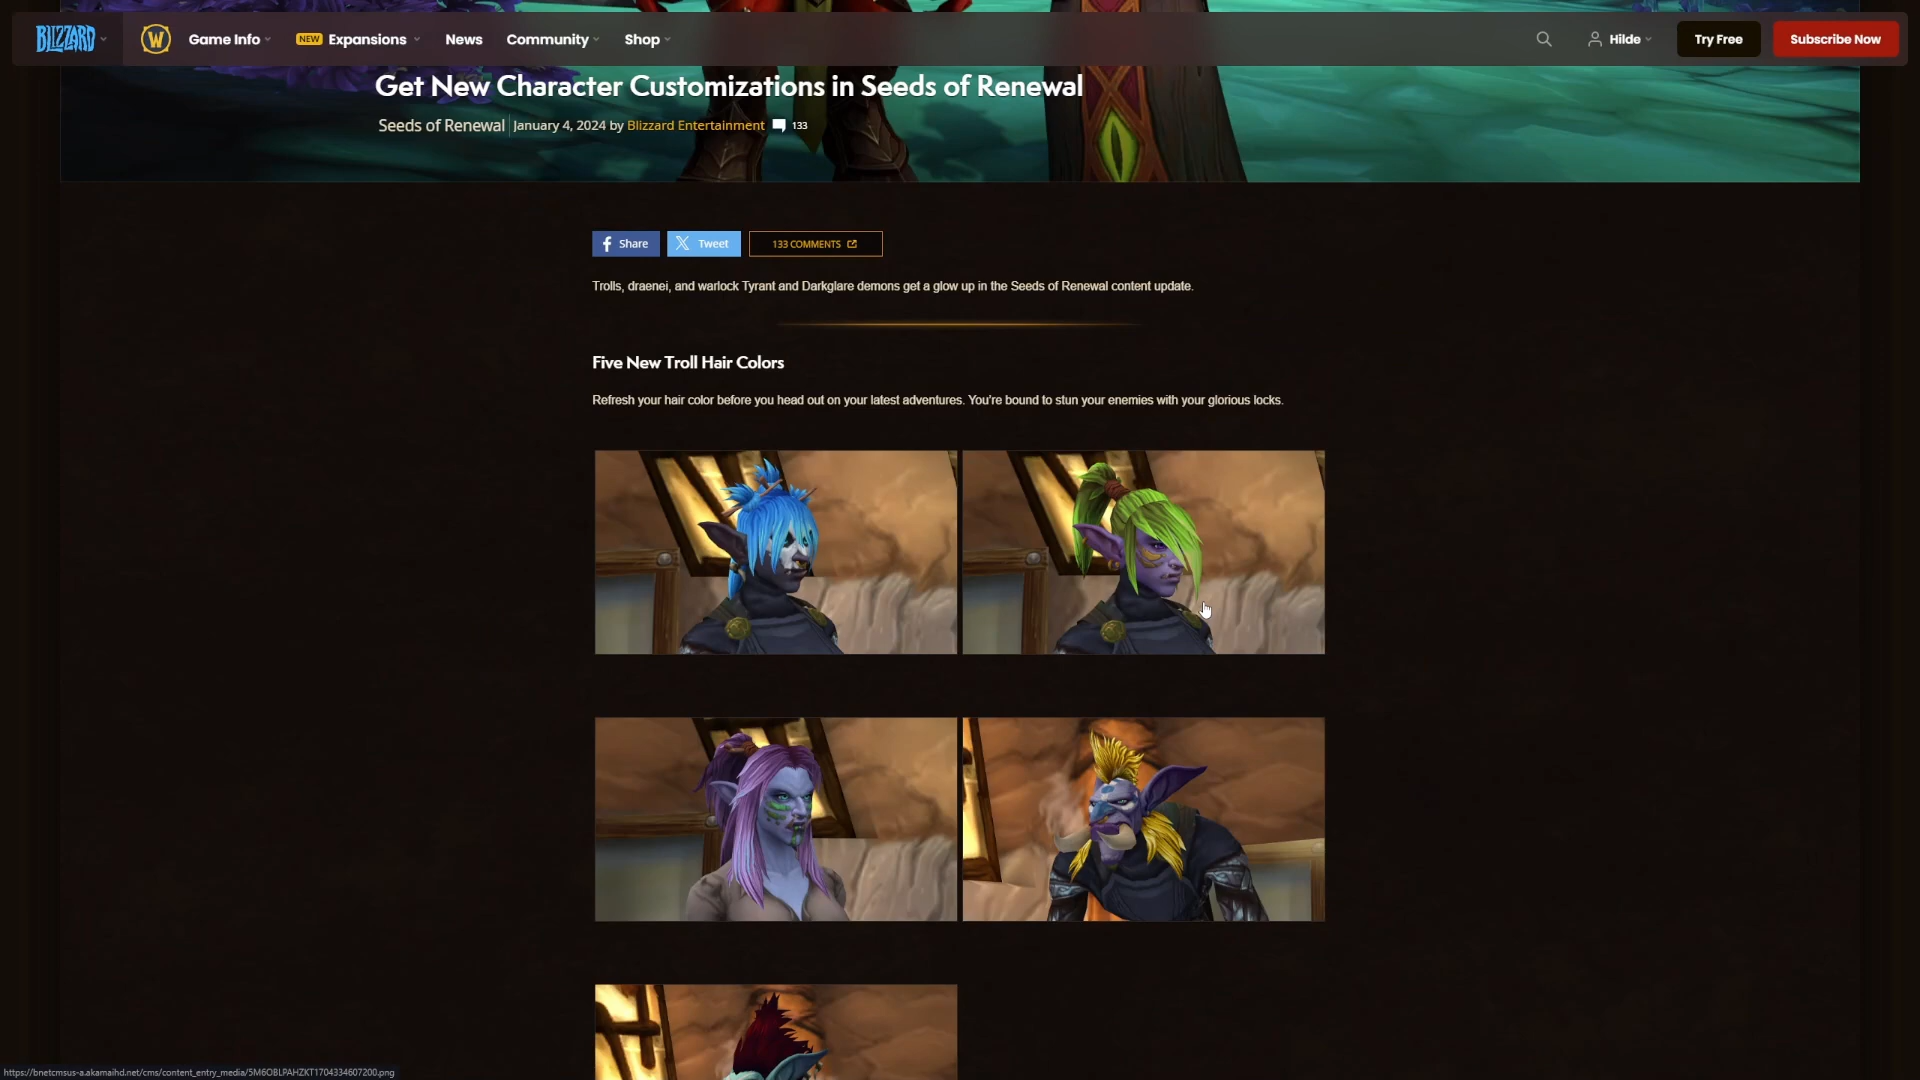 BLIZZARD
W
Game Info
NEW Expansions
News
Community
Shop
Hilde
Try Free
Subscribe Now
Get New Character Customizations in Seeds of Renewal
Seeds of Renewal January 4, 2024 by Blizzard Entertainment 133
Share
Tweet
133 COMMENTS
Trolls, draenei, and warlock Tyrant and Darkglare demons get a glow up in the Seeds of Renewal content update.
Five New Troll Hair Colors
Refresh your hair color before you head out on your latest adventures. You're bound to stun your enemies with your glorious locks.
https://bnetcmsus-a.akamaihd.net/cms/content_entry_media/5M6OBLPAHZKT1704334607200.png